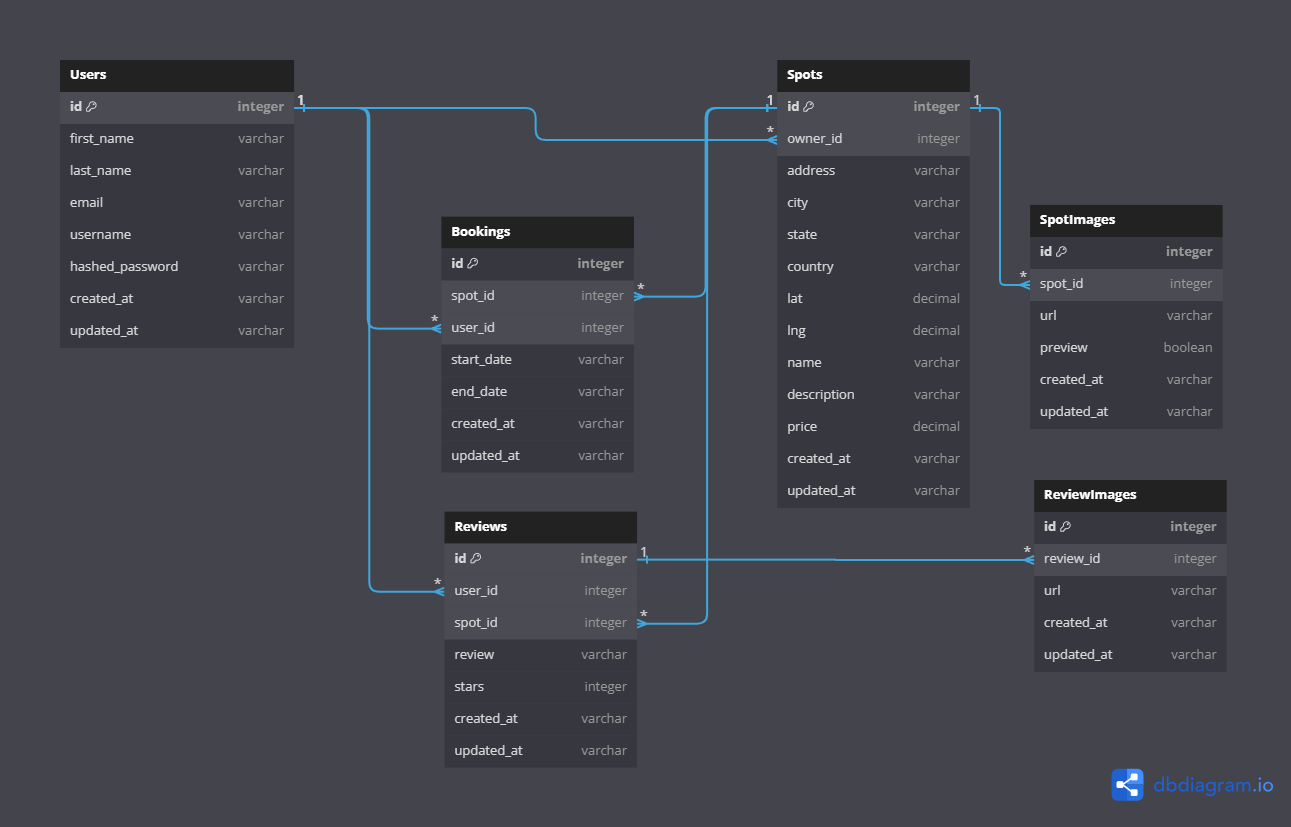 Users
id integer
first_name varchar
last_name varchar
email varchar
username varchar
hashed_password varchar
created_at varchar
updated_at varchar
1
Bookings
id integer
spot_id integer
user_id integer
start_date varchar
end_date varchar
created_at varchar
updated_at varchar
*
*
Reviews
id integer
user_id integer
spot_id integer
review varchar
stars integer
created_at varchar
updated_at varchar
*
1
*
Spots
id integer
owner_id integer
address varchar
city varchar
state varchar
country varchar
lat decimal
lng decimal
name varchar
description varchar
price decimal
created_at varchar
updated_at varchar
1
*
1
SpotImages
id integer
spot_id integer
url varchar
preview boolean
created_at varchar
updated_at varchar
*
ReviewImages
id integer
review_id integer
url varchar
created_at varchar
updated_at varchar
*
dbdiagram.io